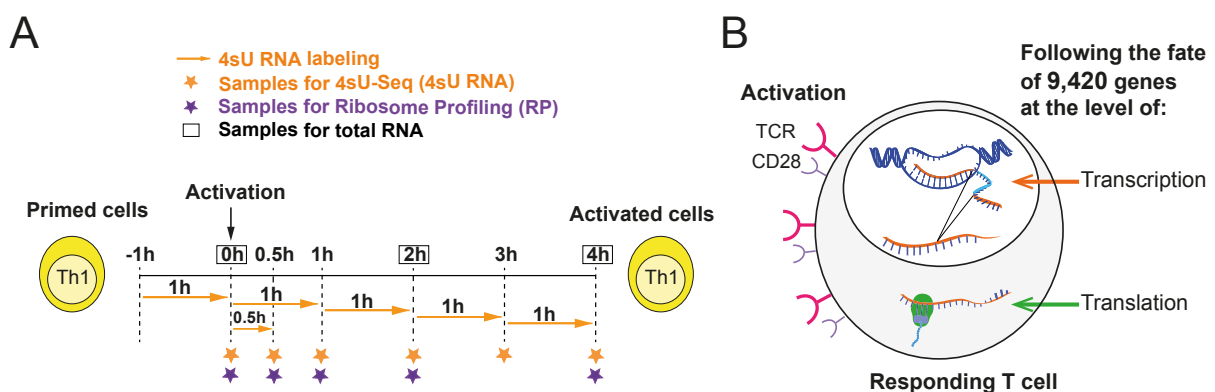 A
4sU RNA labeling
Samples for 4sU-Seq (4sU RNA)
Samples for Ribosome Profiling (RP)
Samples for total RNA
Activation
Primed cells
Activated cells
-1h 0h 0.5h 1h 2h 3h 4h
Th1
Th1
1h 1h 1h 1h 1h
0.5h
B
Following the fate
of 9,420 genes
at the level of:
Activation
TCR
CD28
Transcription
Translation
Responding T cell